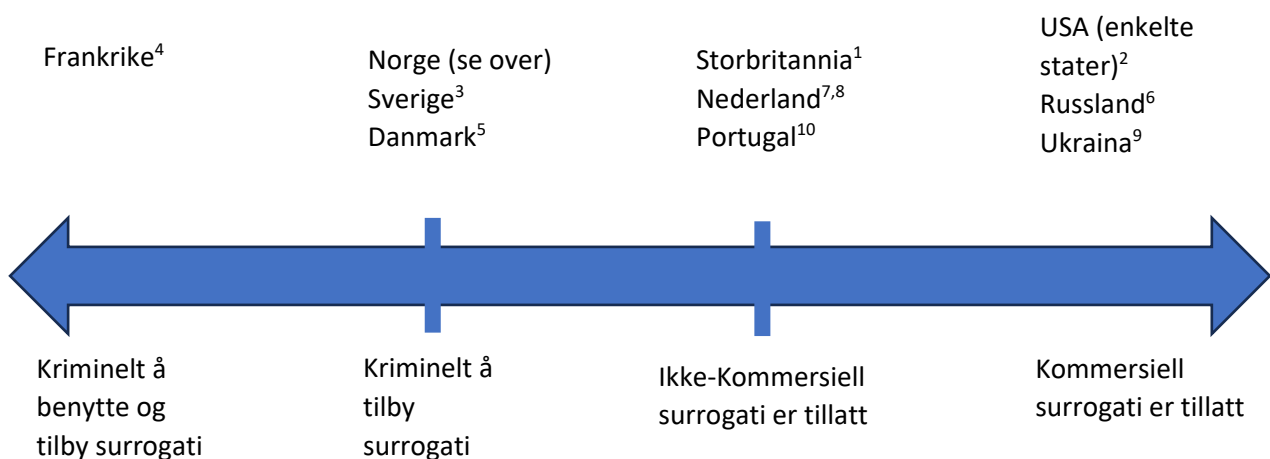 Frankrike⁴
Norge (se over)
Sverige³
Danmark⁵
Storbritannia¹
Nederland⁷,⁸
Portugal¹⁰
USA (enkelte
stater)²
Russland⁶
Ukraina⁹
Kriminelt å
benytte og
tilby surrogati
Kriminelt å
tilby
surrogati
Ikke-Kommersiell
surrogati er tillatt
Kommersiell
surrogati er tillatt